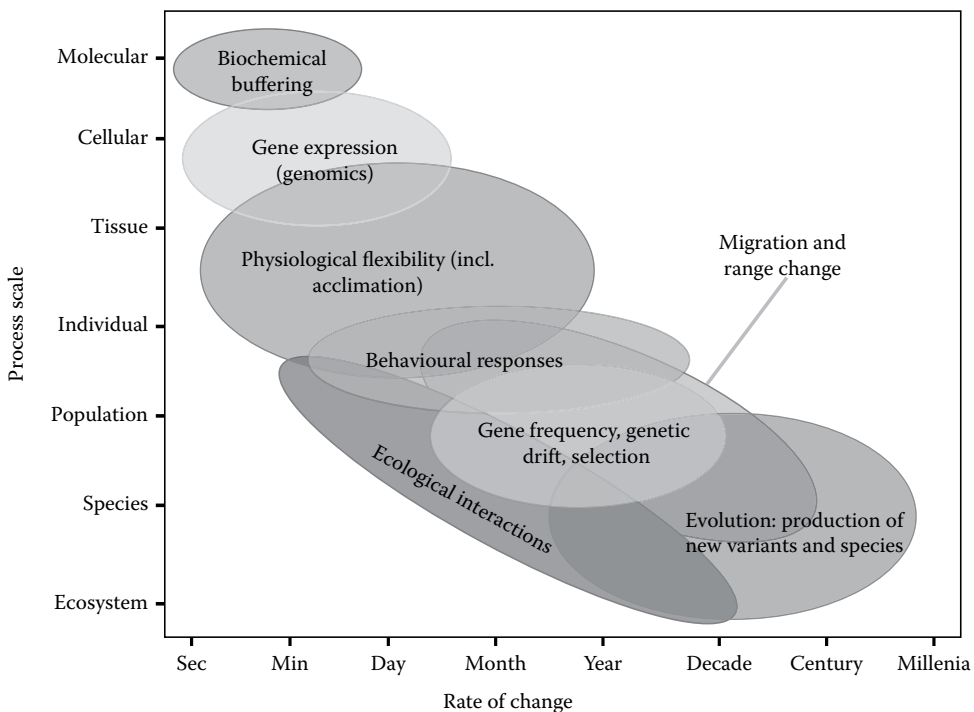 Molecular
Cellular
Tissue
Individual
Population
Species
Ecosystem
Process scale
Biochemical
buffering
Gene expression
(genomics)
Physiological flexibility (incl.
acclimation)
Migration and
range change
Behavioural responses
Gene frequency, genetic
drift, selection
Ecological interactions
Evolution: production of
new variants and species
Sec
Min
Day
Month
Year
Decade
Century
Millenia
Rate of change